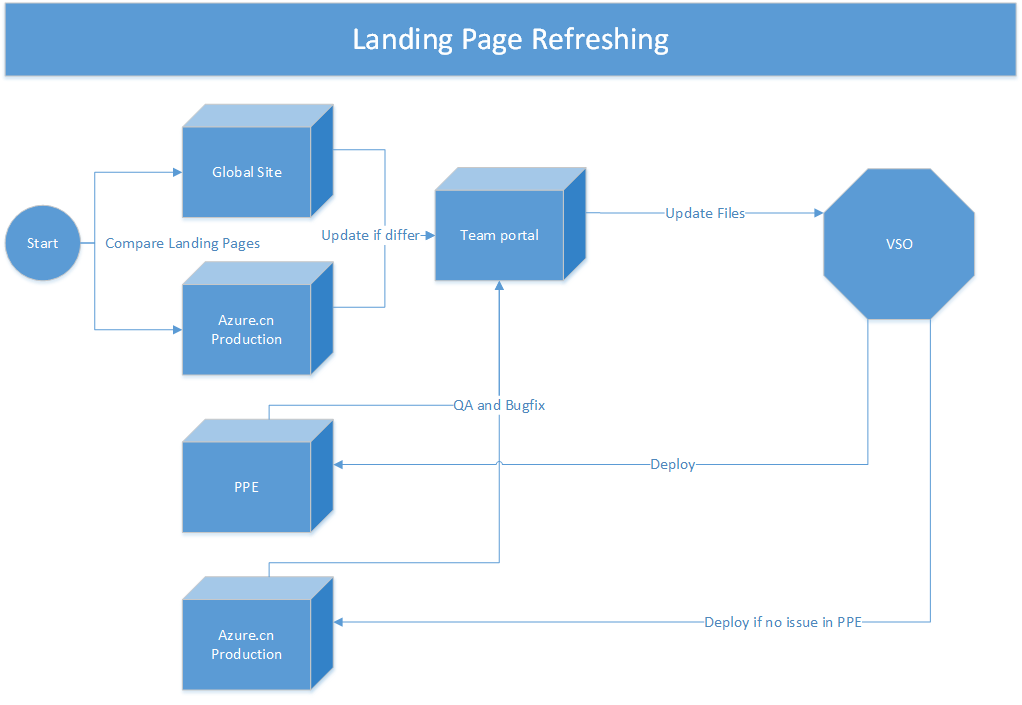 Landing Page Refreshing
Global Site
Start
Compare Landing Pages
Update if differ
Team portal
Update Files
VSO
Azure.cn
Production
QA and Bugfix
PPE
Deploy
Azure.cn
Production
Deploy if no issue in PPE